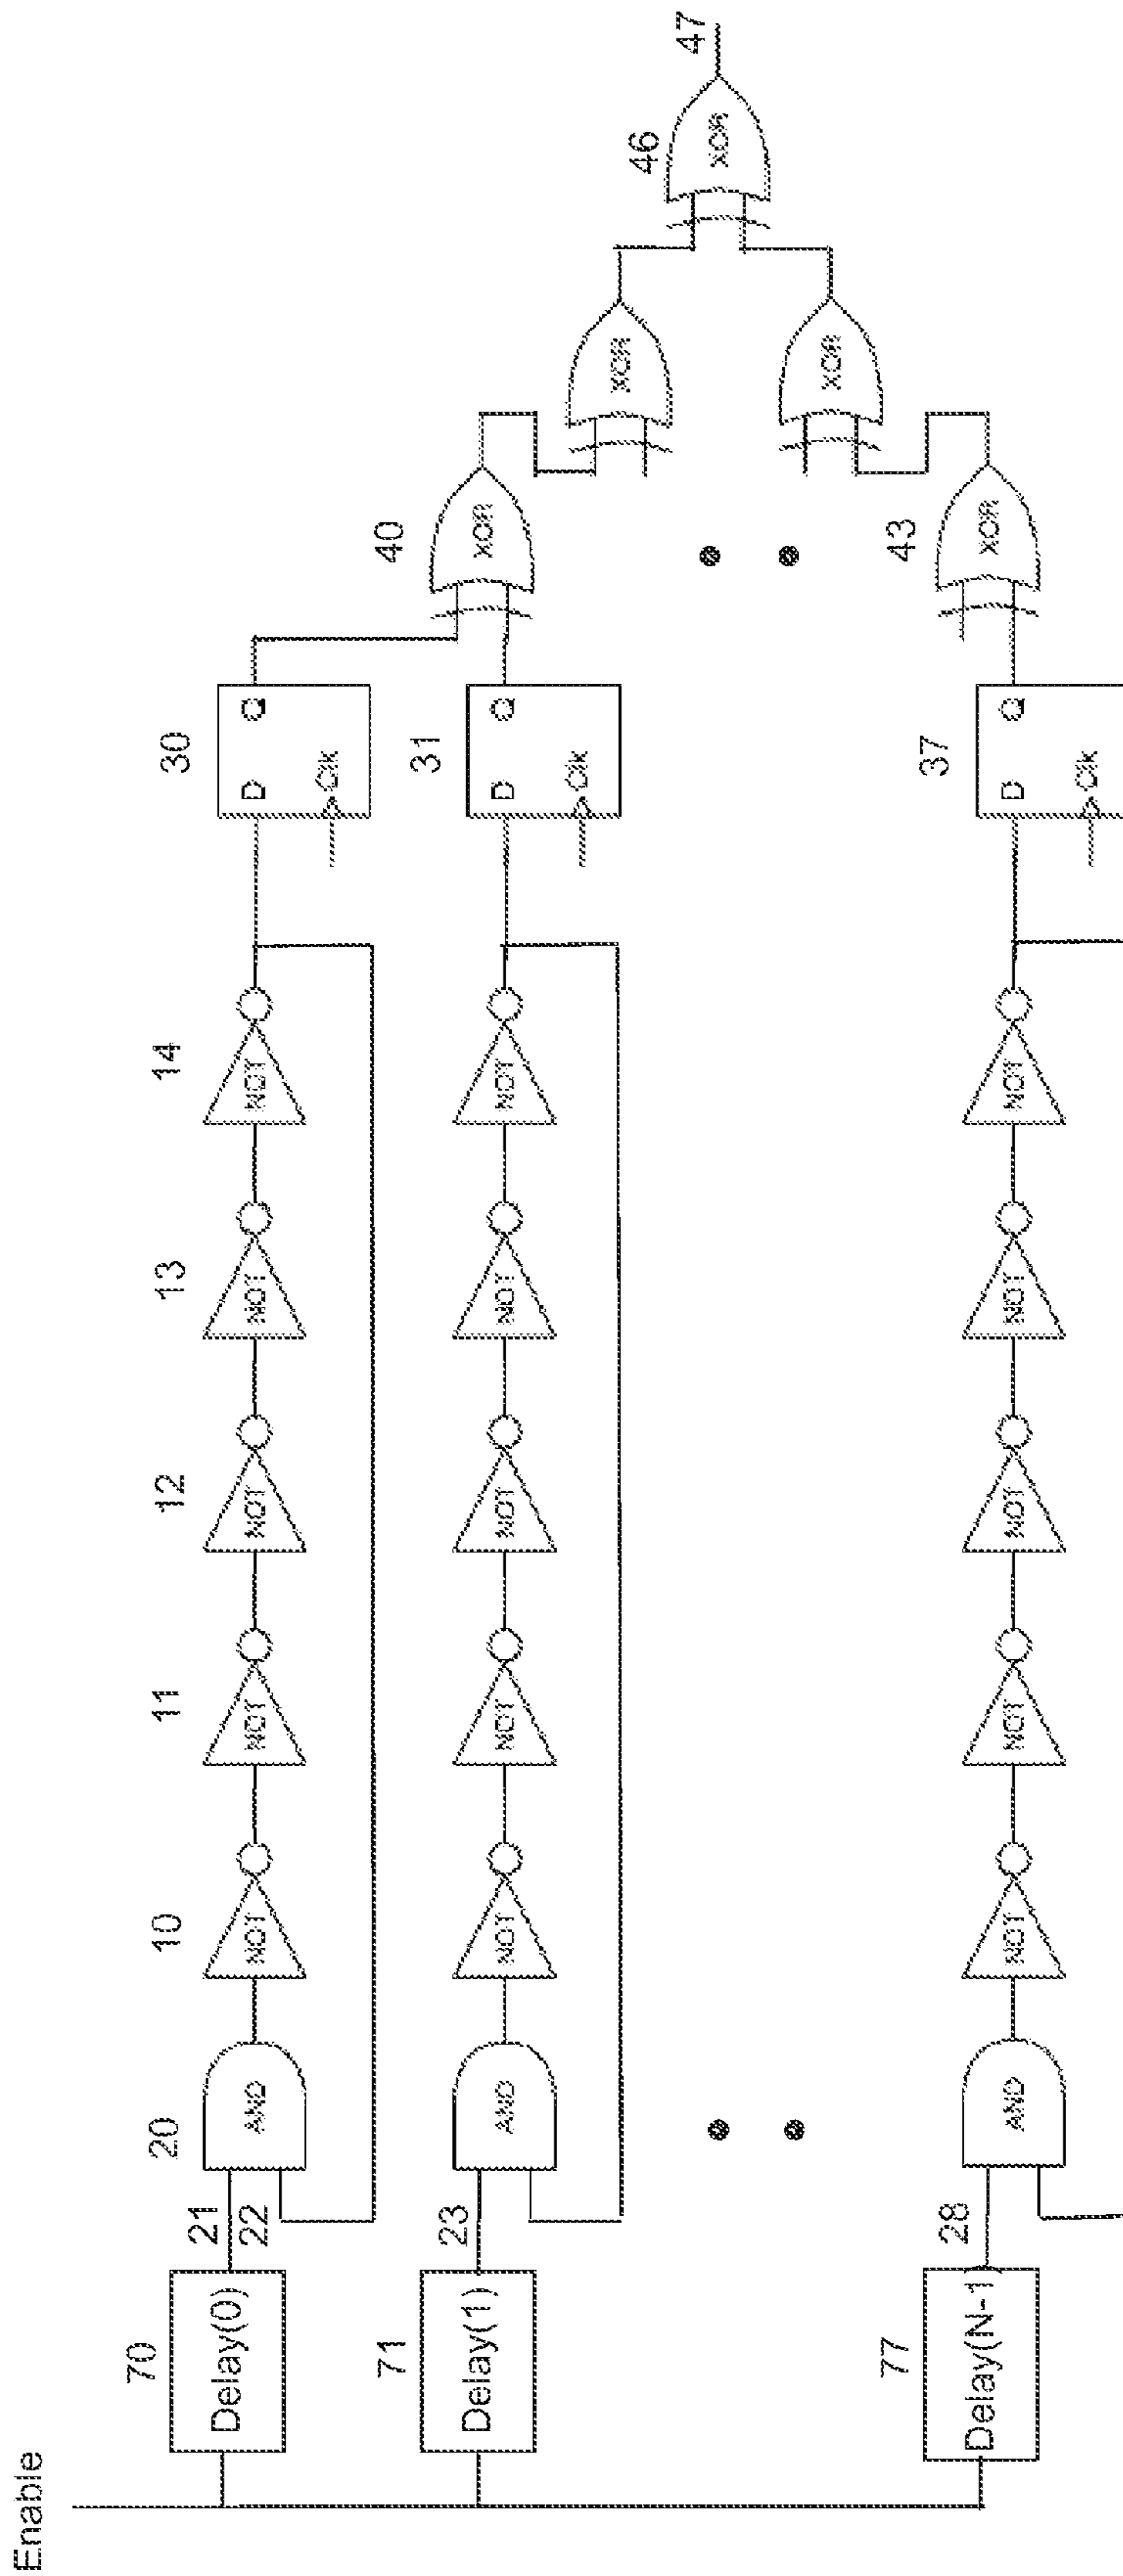 Enable
70
Delay(0)
21
22
20
AND
10
NOT
11
NOT
12
NOT
13
NOT
14
NOT
30
D
Q
Clk
40
XOR
XOR
46
XOR
47
71
Delay(1)
23
AND
NOT
NOT
NOT
NOT
NOT
31
D
Q
Clk
XOR
77
Delay(N-1)
28
AND
NOT
NOT
NOT
NOT
NOT
37
D
Q
Clk
43
XOR